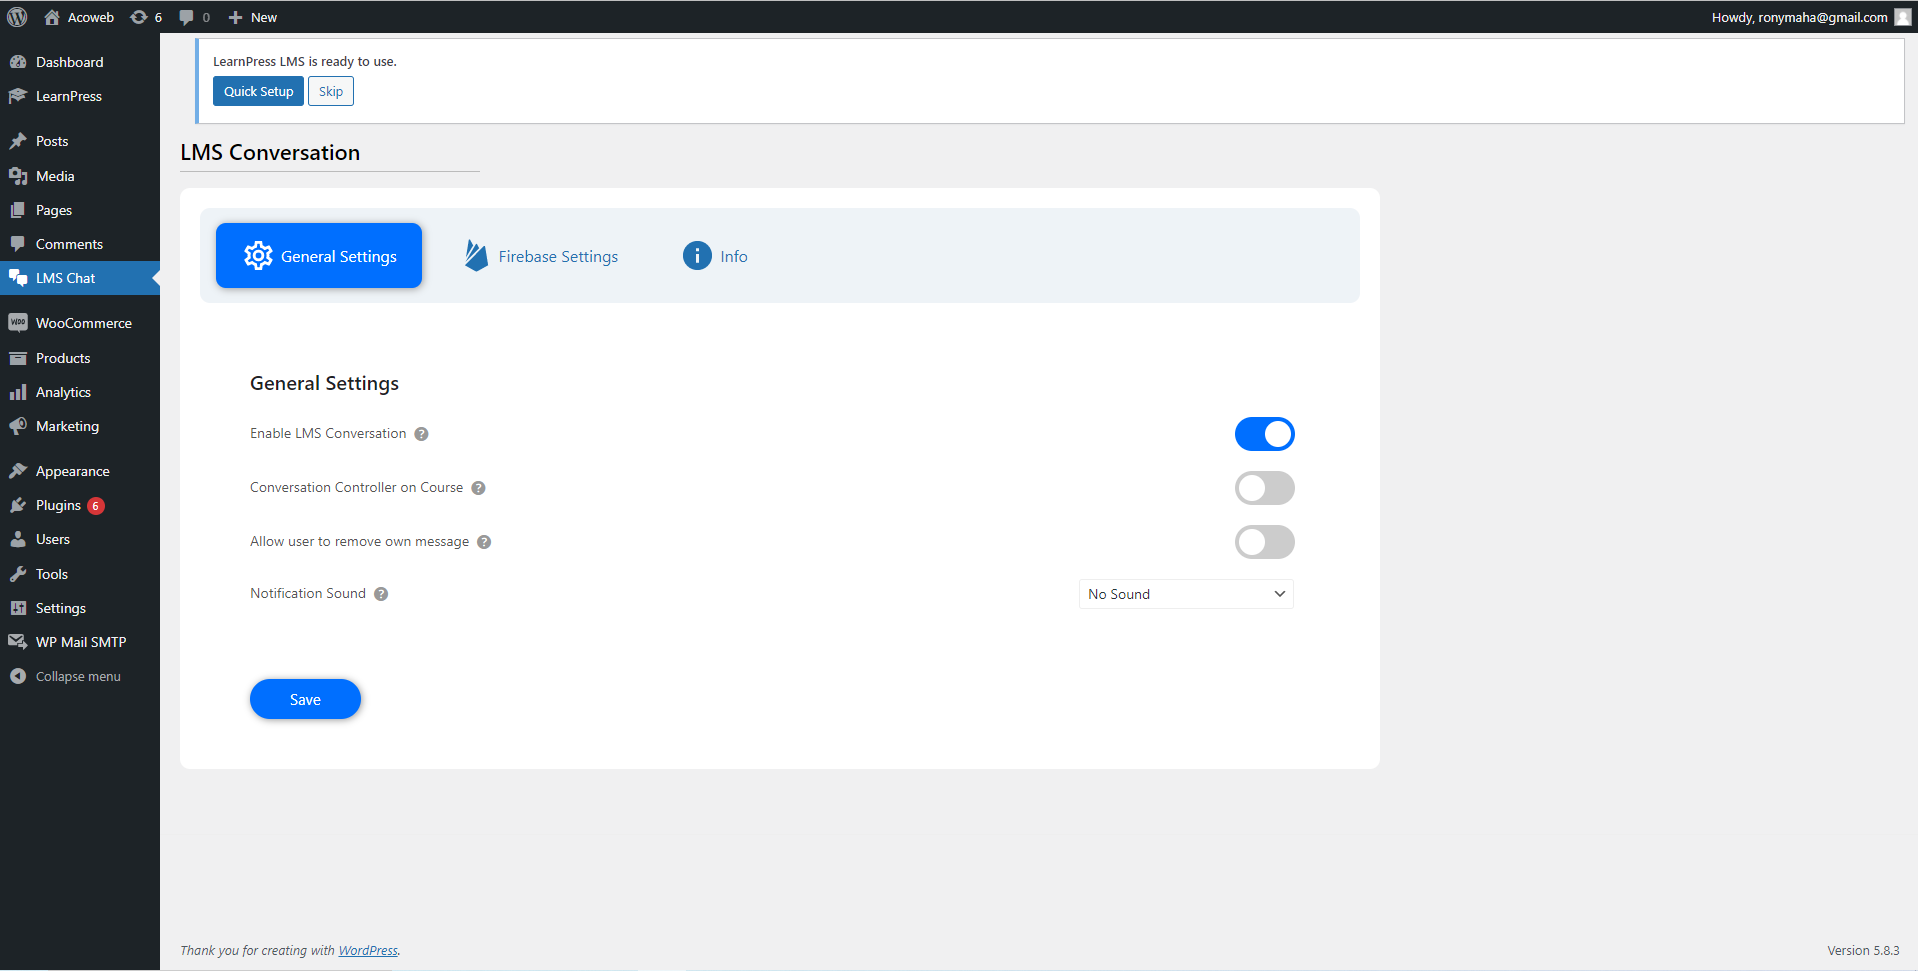 Acoweb 6 0 New Howdy, ronymaha@gmail.com
Dashboard
LearnPress
Posts
Media
Pages
Comments
LMS Chat
WooCommerce
Products
Analytics
Marketing
Appearance
Plugins 6
Users
Tools
Settings
WP Mail SMTP
Collapse menu
LearnPress LMS is ready to use.
Quick Setup Skip
LMS Conversation
General Settings Firebase Settings Info
General Settings
Enable LMS Conversation ?
Conversation Controller on Course ?
Allow user to remove own message ?
Notification Sound ? No Sound
Save
Thank you for creating with WordPress. Version 5.8.3